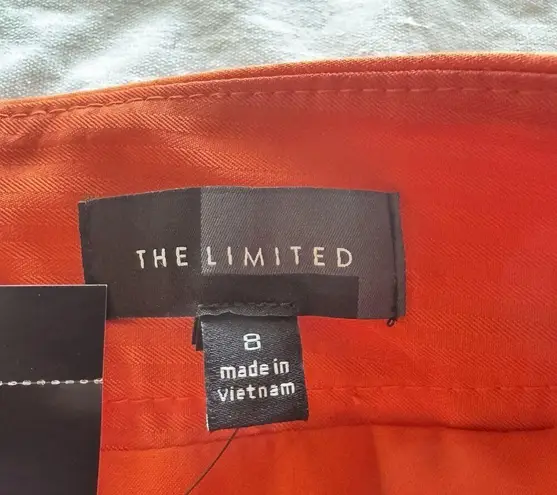 THE LIMITED
8
made in
vietnam